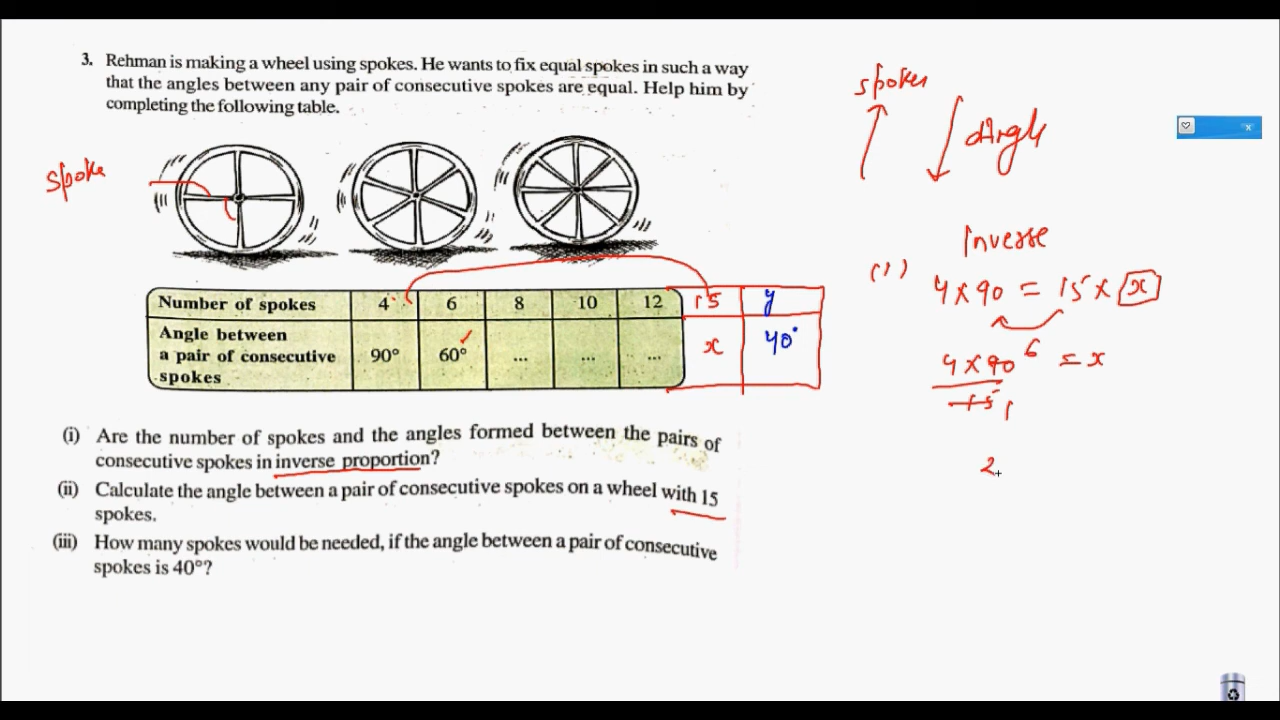 3. Rehman is making a wheel using spokes. He wants to fix equal spokes in such a way
that the angles between any pair of consecutive spokes are equal. Help him by
completing the following table.
spoke
Number of spokes 4 6 8 10 12 15 y
Angle between
a pair of consecutive
spokes 90° 60° ... ... ... x 40°
(i) Are the number of spokes and the angles formed between the pairs of
consecutive spokes in inverse proportion?
(ii) Calculate the angle between a pair of consecutive spokes on a wheel with 15
spokes.
(iii) How many spokes would be needed, if the angle between a pair of consecutive
spokes is 40°?
spokes
Angle
Inverse
(1)
4 x 90 = 15 x x
4 x 90 6 = x
15 1
2